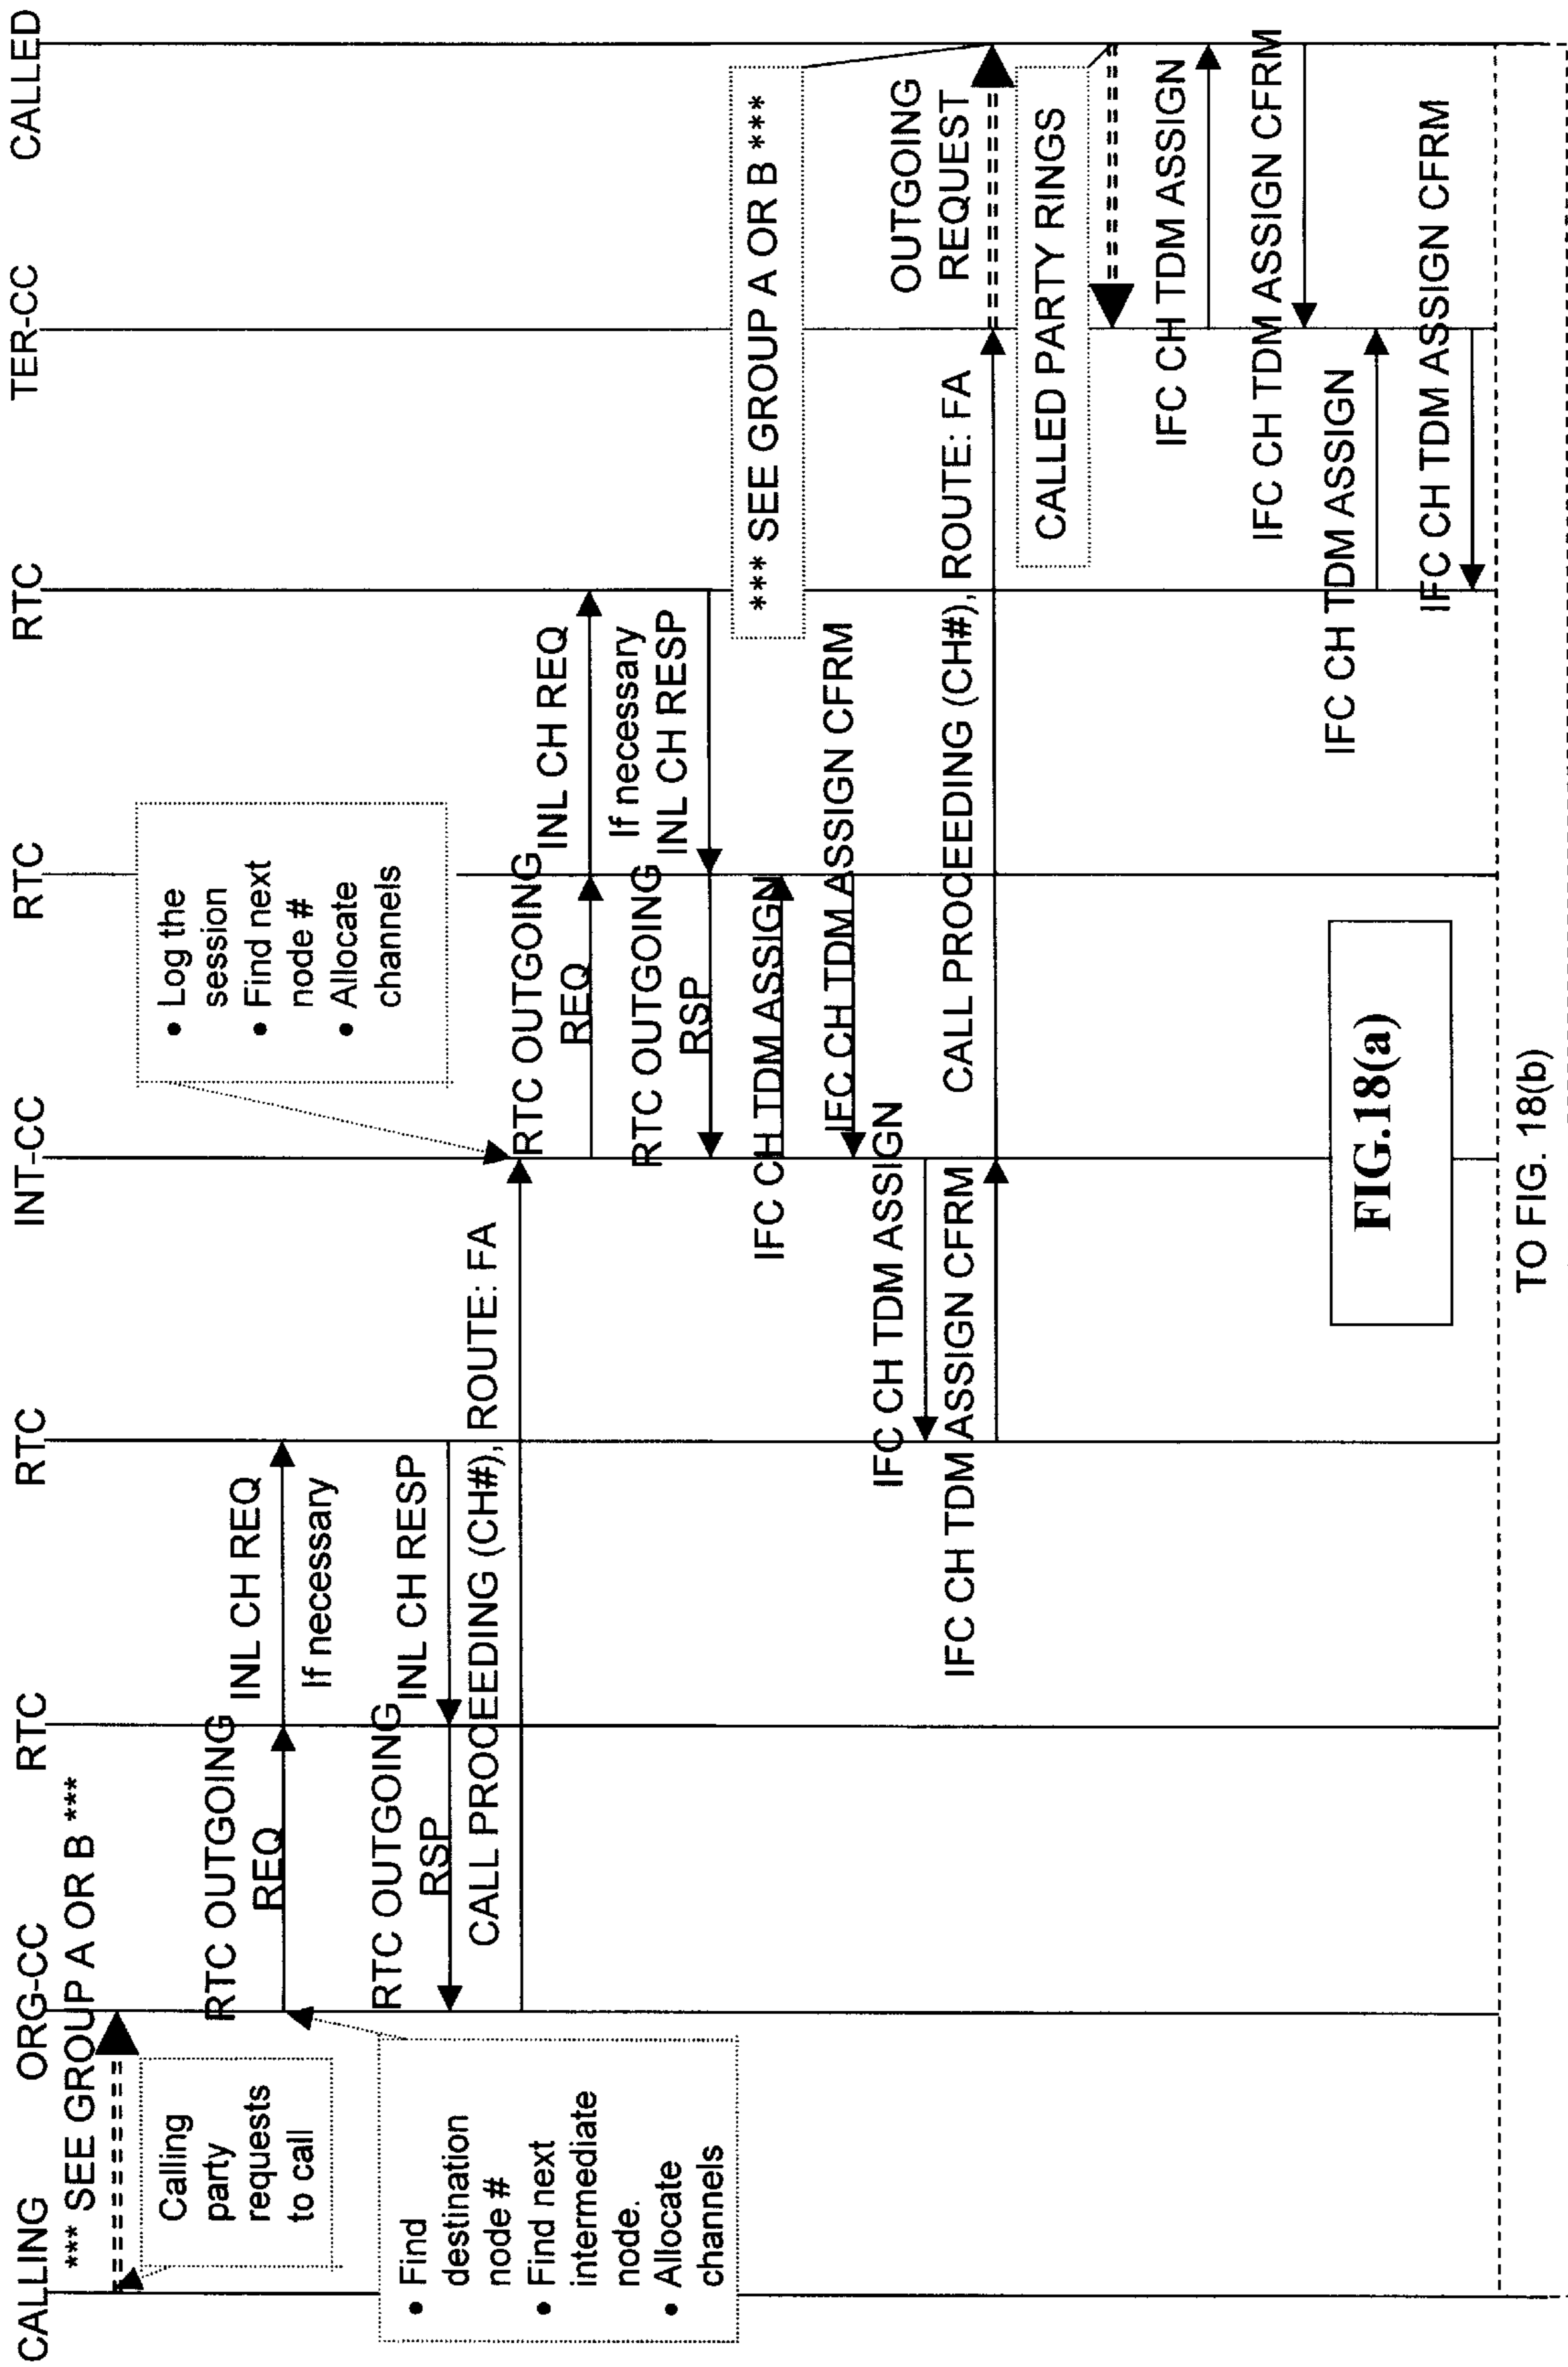 CALLING
ORG-CC
RTC
RTC
INT-CC
RTC
RTC
TER-CC
CALLED
*** SEE GROUP A OR B ***
Calling
party
requests
to call
• Log the
session
• Find next
node #
• Allocate
channels
RTC OUTGOING
REQ
INL CH REQ
If necessary
• Find
destination
node #
• Find next
intermediate
node.
• Allocate
channels
RTC OUTGOING
RSP
INL CH RESP
CALL PROCEEDING (CH#), ROUTE: FA
RTC OUTGOING
REQ
INL CH REQ
If necessary
RTC OUTGOING
RSP
INL CH RESP
*** SEE GROUP A OR B ***
IFC CH TDM ASSIGN
IFC CH TDM ASSIGN CFRM
IFC CH TDM ASSIGN
OUTGOING
REQUEST
IFC CH TDM ASSIGN CFRM
CALL PROCEEDING (CH#), ROUTE: FA
CALLED PARTY RINGS
IFC CH TDM ASSIGN
IFC CH TDM ASSIGN CFRM
IFC CH TDM ASSIGN
IFC CH TDM ASSIGN CFRM
FIG.18(a)
TO FIG. 18(b)